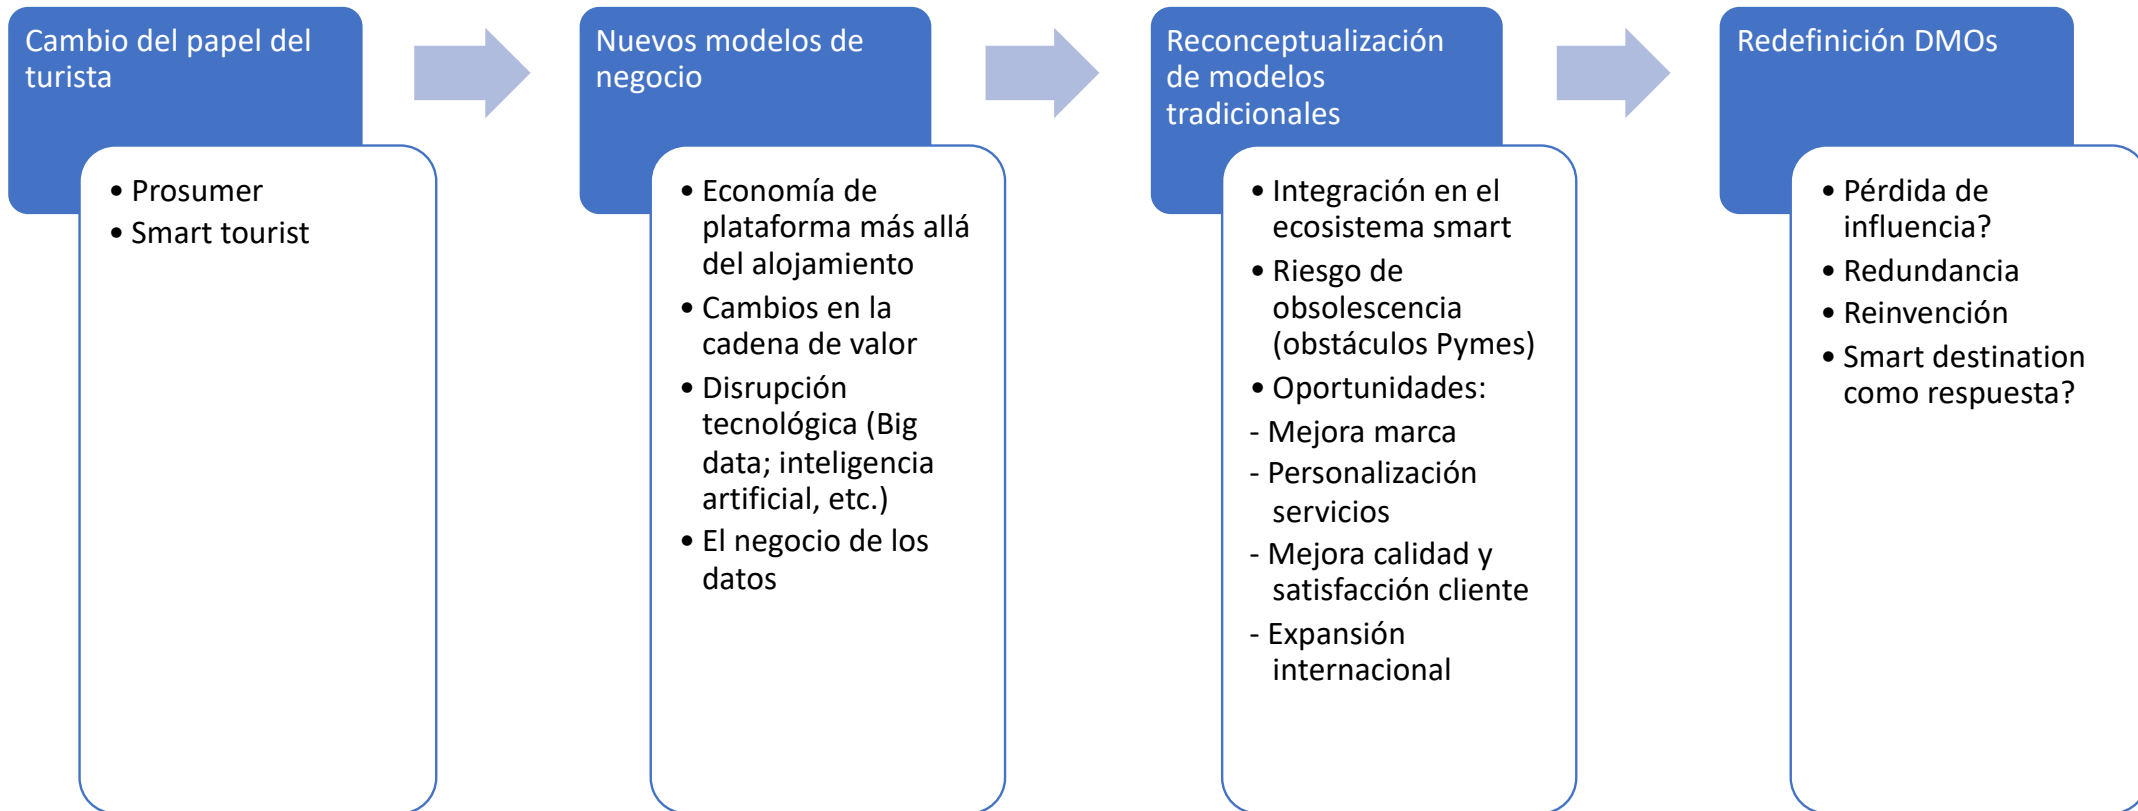 Cambio del papel del
turista
• Prosumer
• Smart tourist
Nuevos modelos de
negocio
• Economía de
plataforma más allá
del alojamiento
• Cambios en la
cadena de valor
• Disrupción
tecnológica (Big
data; inteligencia
artificial, etc.)
• El negocio de los
datos
Reconceptualización
de modelos
tradicionales
• Integración en el
ecosistema smart
• Riesgo de
obsolescencia
(obstáculos Pymes)
• Oportunidades:
- Mejora marca
- Personalización
servicios
- Mejora calidad y
satisfacción cliente
- Expansión
internacional
Redefinición DMOs
• Pérdida de
influencia?
• Redundancia
• Reinvención
• Smart destination
como respuesta?